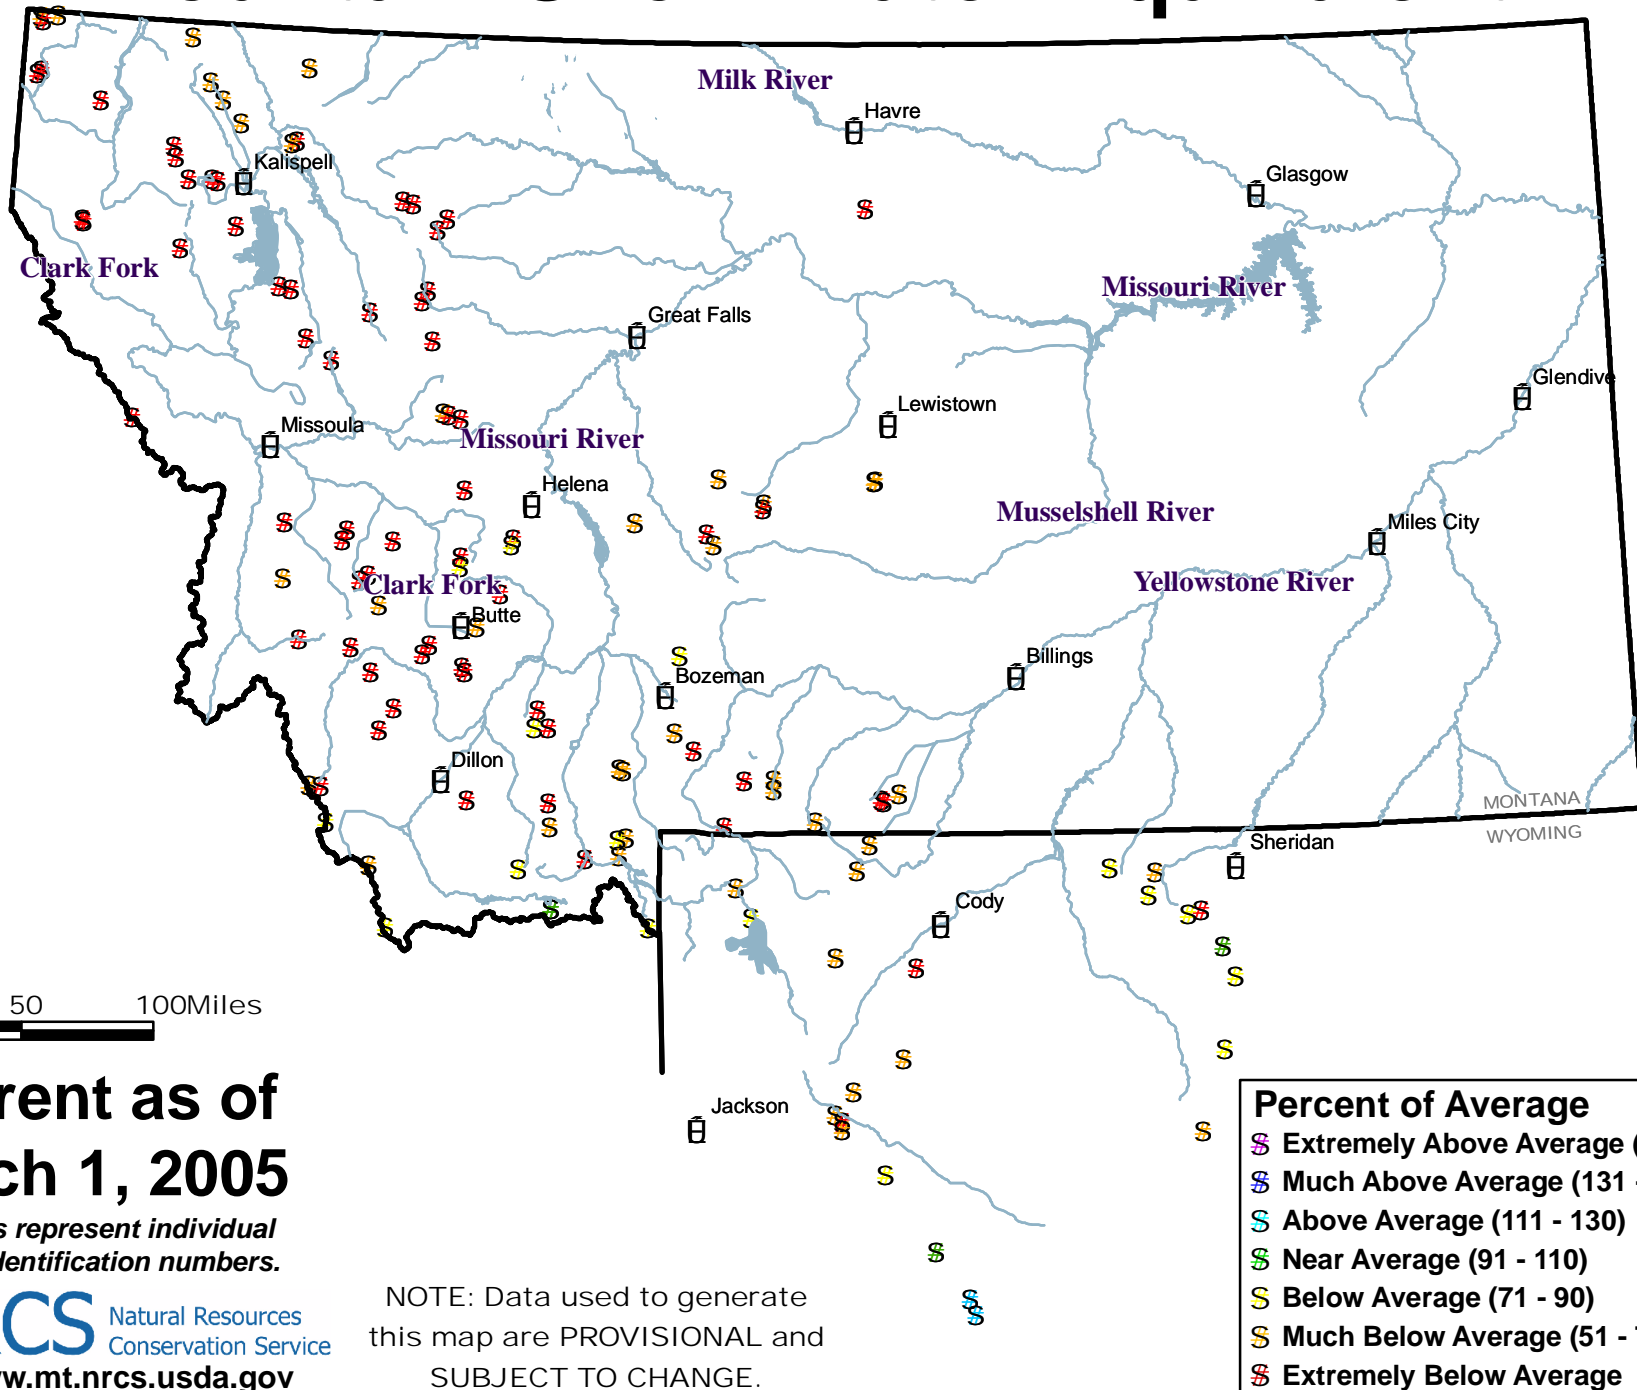 Milk River
Havre
Kalispell
Glasgow
Clark Fork
Missouri River
Great Falls
Glendive
Lewistown
Missoula
Missouri River
Helena
Musselshell River
Miles City
Clark Fork
Yellowstone River
Butte
Billings
Bozeman
Dillon
MONTANA
WYOMING
Sheridan
Cody
50 100Miles
Jackson
rent as of
ch 1, 2005
s represent individual
dentification numbers.
CS Natural Resources
Conservation Service
w.mt.nrcs.usda.gov
NOTE: Data used to generate
this map are PROVISIONAL and
SUBJECT TO CHANGE.
Percent of Average
Extremely Above Average (
Much Above Average (131 -
Above Average (111 - 130)
Near Average (91 - 110)
Below Average (71 - 90)
Much Below Average (51 -
Extremely Below Average